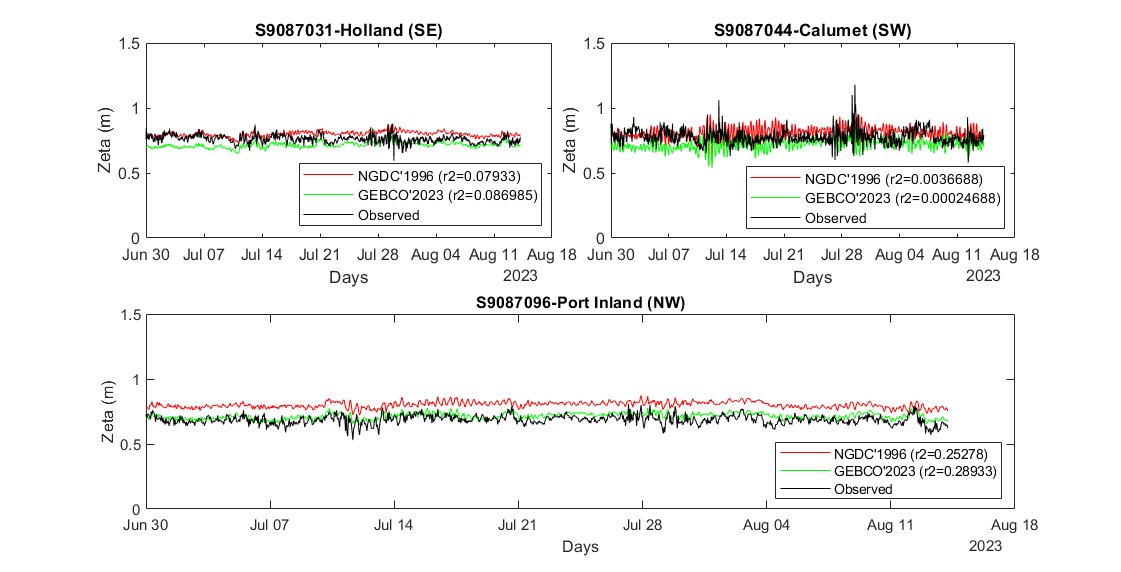 S9087031-Holland (SE)
1.5
1
0.5
0
Zeta (m)
NGDC'1996 (r2=0.07933)
GEBCO'2023 (r2=0.086985)
Observed
Jun 30 Jul 07 Jul 14 Jul 21 Jul 28 Aug 04 Aug 11 Aug 18
Days
2023
S9087044-Calumet (SW)
1.5
1
0.5
0
Zeta (m)
NGDC'1996 (r2=0.0036688)
GEBCO'2023 (r2=0.00024688)
Observed
Jun 30 Jul 07 Jul 14 Jul 21 Jul 28 Aug 04 Aug 11 Aug 18
Days
2023
S9087096-Port Inland (NW)
1.5
1
0.5
0
Zeta (m)
NGDC'1996 (r2=0.25278)
GEBCO'2023 (r2=0.28933)
Observed
Jun 30 Jul 07 Jul 14 Jul 21 Jul 28 Aug 04 Aug 11 Aug 18
Days
2023